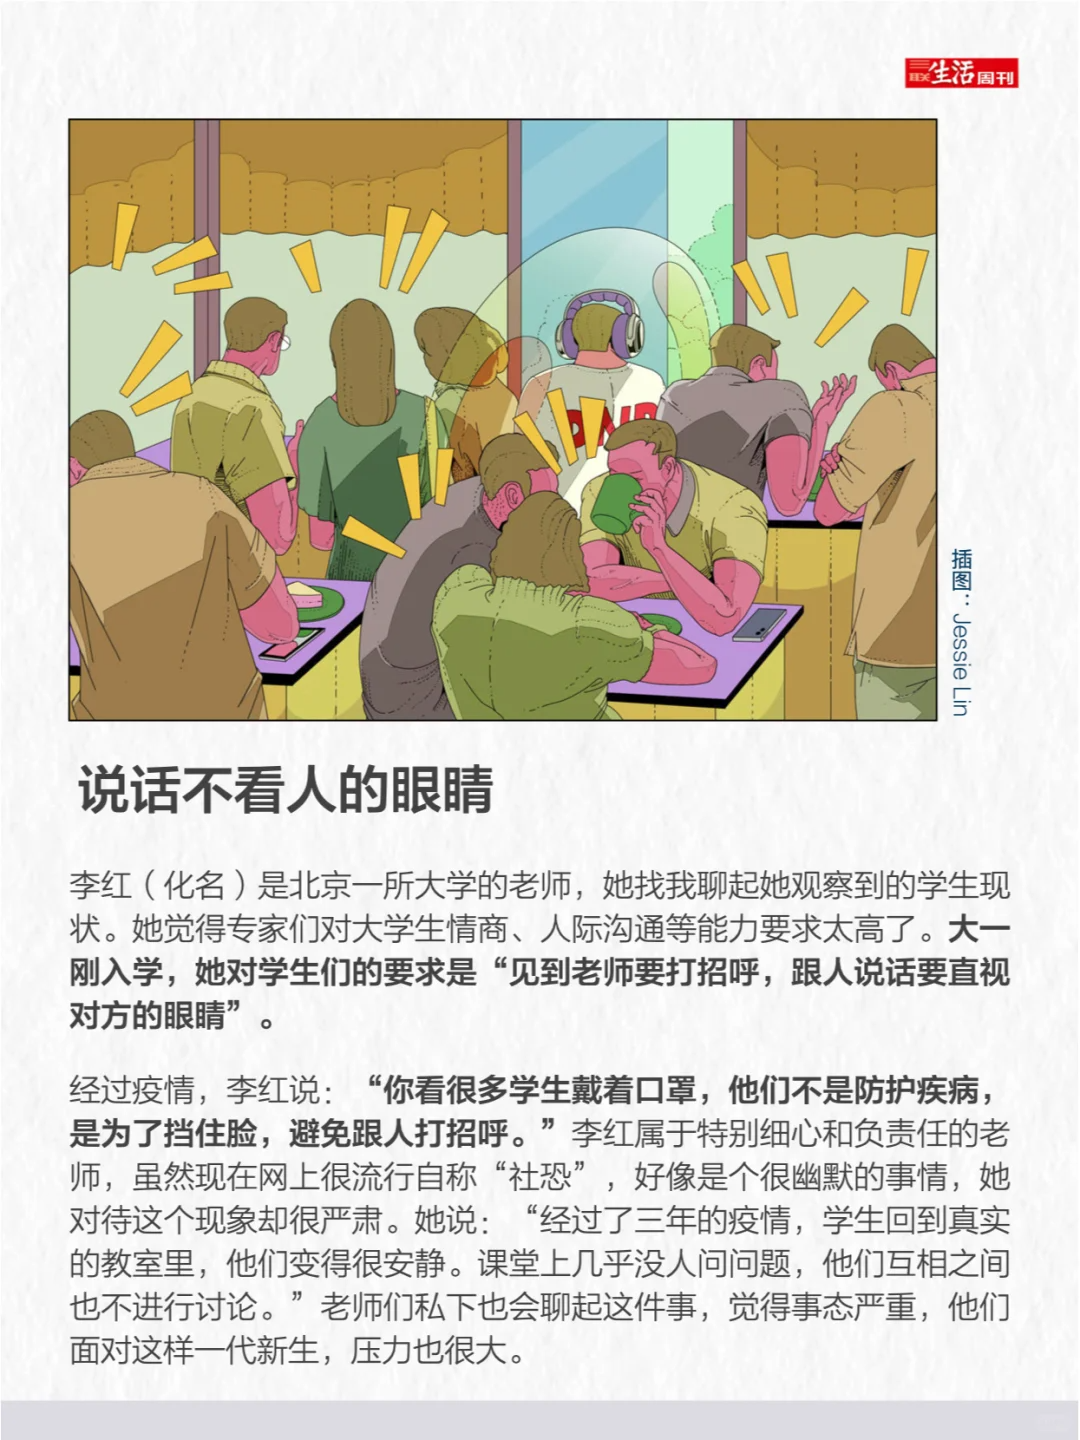 三联生活周刊
DND
插图：Jessie Lin
说话不看人的眼睛
李红（化名）是北京一所大学的老师，她找我聊起她观察到的学生现
状。她觉得专家们对大学生情商、人际沟通等能力要求太高了。大一
刚入学，她对学生们的要求是“见到老师要打招呼，跟人说话要直视
对方的眼睛”。
经过疫情，李红说：“你看很多学生戴着口罩，他们不是防护疾病，
是为了挡住脸，避免跟人打招呼。”李红属于特别细心和负责任的老
师，虽然现在网上很流行自称“社恐”，好像是个很幽默的事情，她
对待这个现象却很严肃。她说：“经过了三年的疫情，学生回到真实
的教室里，他们变得很安静。课堂上几乎没人问问题，他们互相之间
也不进行讨论。”老师们私下也会聊起这件事，觉得事态严重，他们
面对这样一代新生，压力也很大。